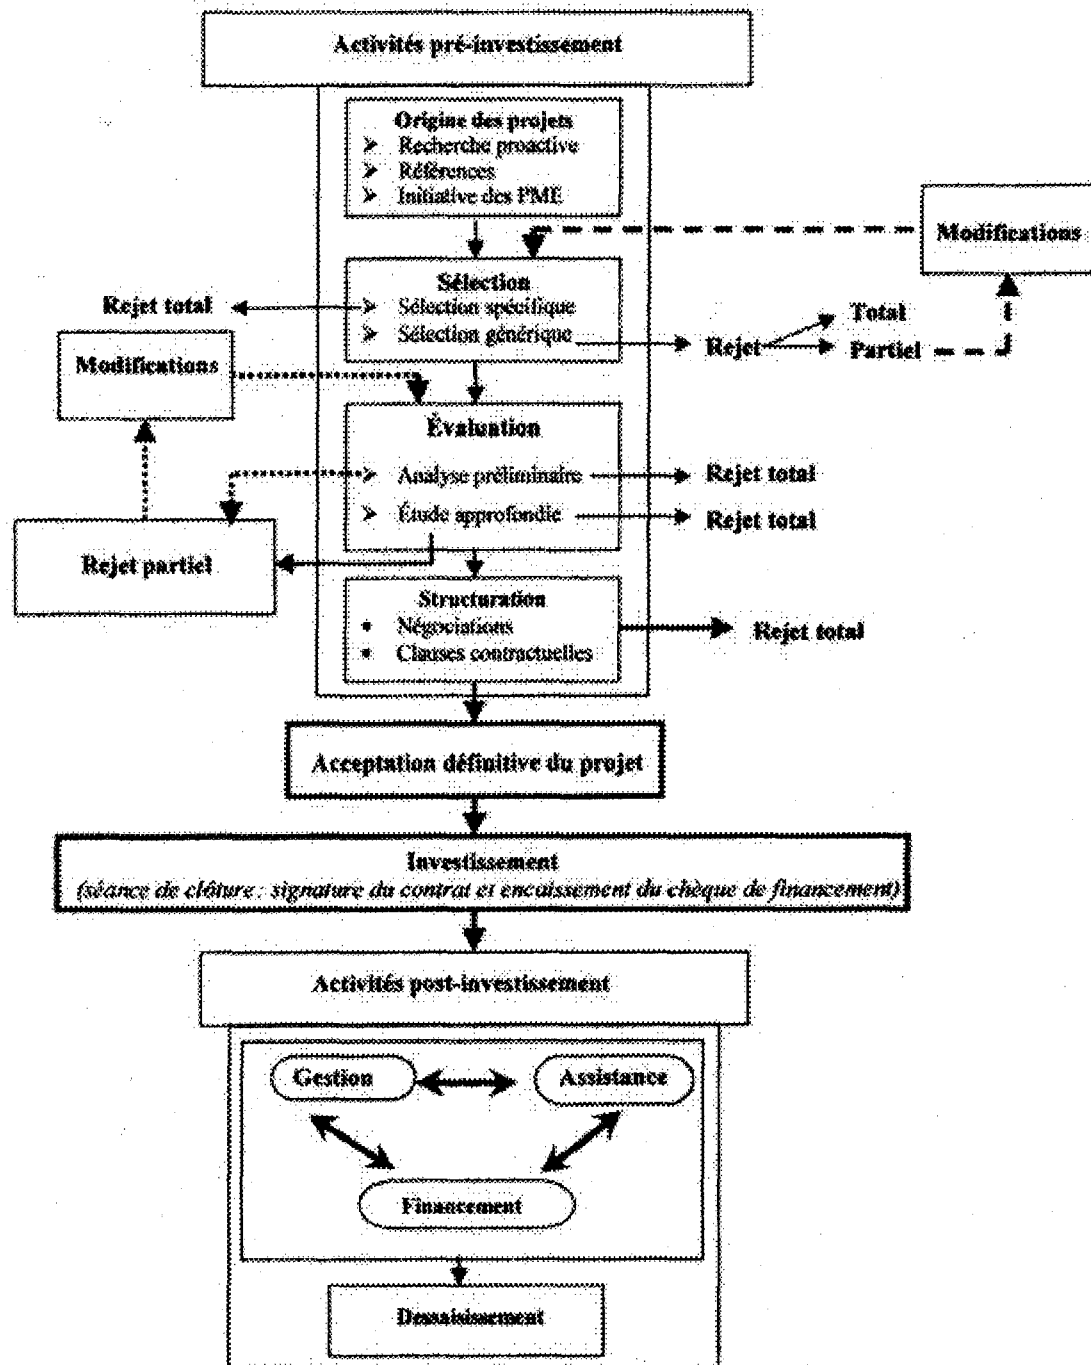 Activités pré-investissement
Origine des projets
➢ Recherche proactive
➢ Références
➢ Initiative des PME
Modifications
Sélection
➢ Sélection spécifique
➢ Sélection générique
Rejet total
Rejet
Total
Partiel
Modifications
Évaluation
➢ Analyse préliminaire
➢ Étude approfondie
Rejet total
Rejet total
Rejet partiel
Structuration
• Négociations
• Clauses contractuelles
Rejet total
Acceptation définitive du projet
Investissement
(séance de clôture : signature du contrat et encaissement du chèque de financement)
Activités post-investissement
Gestion
Assistance
Financement
Dessaisissement